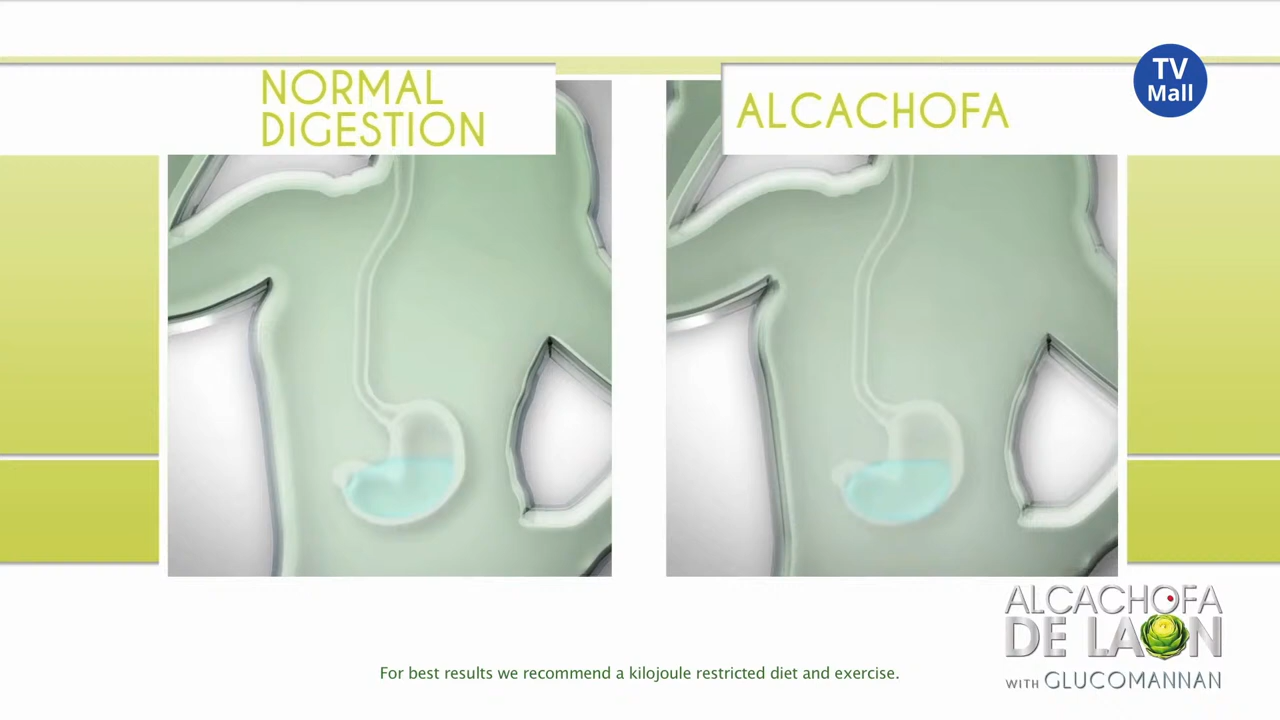 NORMAL
DIGESTION
ALCACHOFA
TV
Mall
ALCACHOFA
DE LAON
WITH GLUCOMANNAN
For best results we recommend a kilojoule restricted diet and exercise.